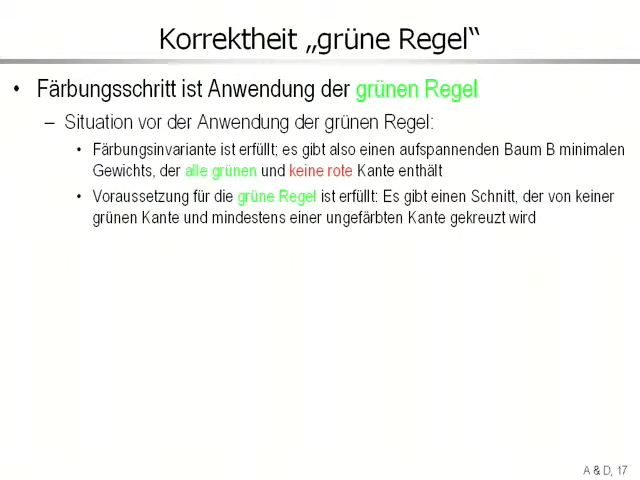 Korrektheit „grüne Regel“
• Färbungsschritt ist Anwendung der grünen Regel
– Situation vor der Anwendung der grünen Regel:
• Färbungsinvariante ist erfüllt; es gibt also einen aufspannenden Baum B minimalen
Gewichts, der alle grünen und keine rote Kante enthält
• Voraussetzung für die grüne Regel ist erfüllt: Es gibt einen Schnitt, der von keiner
grünen Kante und mindestens einer ungefärbten Kante gekreuzt wird
A & D, 17